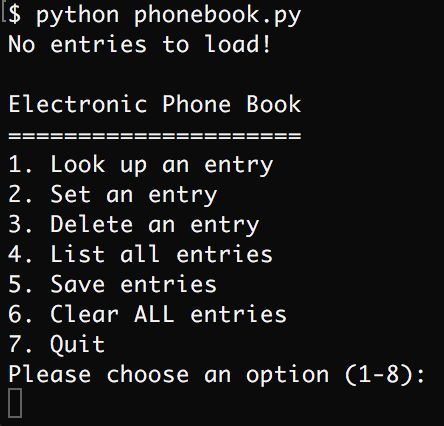 $ python phonebook.py
No entries to load!
Electronic Phone Book
=====================
1. Look up an entry
2. Set an entry
3. Delete an entry
4. List all entries
5. Save entries
6. Clear ALL entries
7. Quit
Please choose an option (1-8):